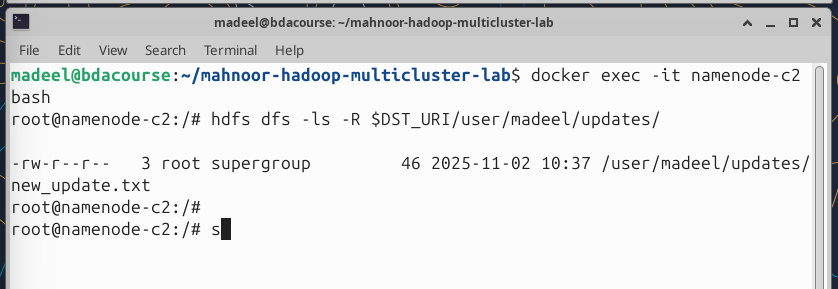 madeel@bdacourse: ~/mahnoor-hadoop-multicluster-lab
File Edit View Search Terminal Help
madeel@bdacourse:~/mahnoor-hadoop-multicluster-lab$ docker exec -it namenode-c2
bash
root@namenode-c2:/# hdfs dfs -ls -R $DST_URI/user/madeel/updates/
-rw-r--r--   3 root supergroup         46 2025-11-02 10:37 /user/madeel/updates/
new_update.txt
root@namenode-c2:/#
root@namenode-c2:/# s